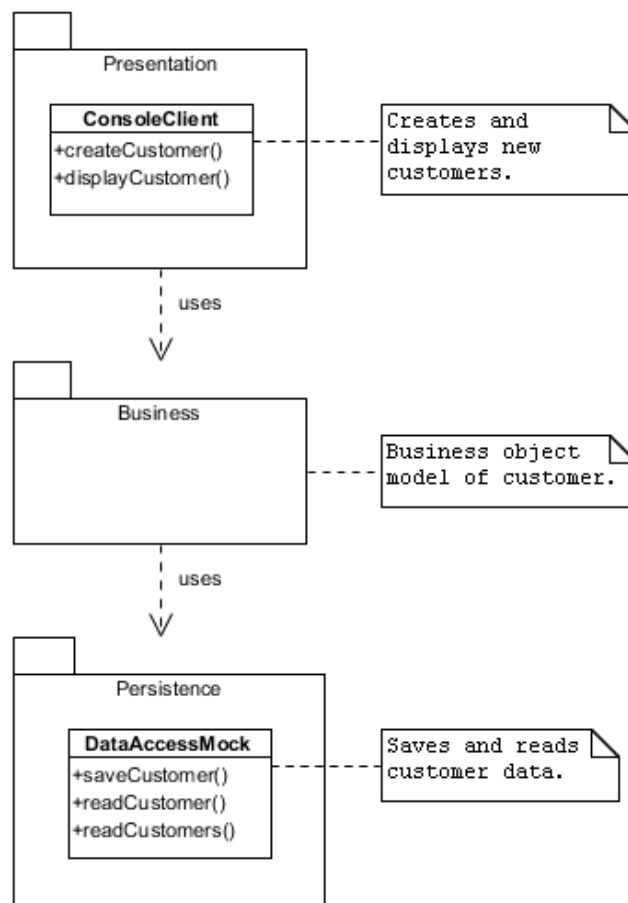 Presentation
ConsoleClient
+createCustomer()
+displayCustomer()
Creates and
displays new
customers.
uses
Business
Business object
model of customer.
uses
Persistence
DataAccessMock
+saveCustomer()
+readCustomer()
+readCustomers()
Saves and reads
customer data.